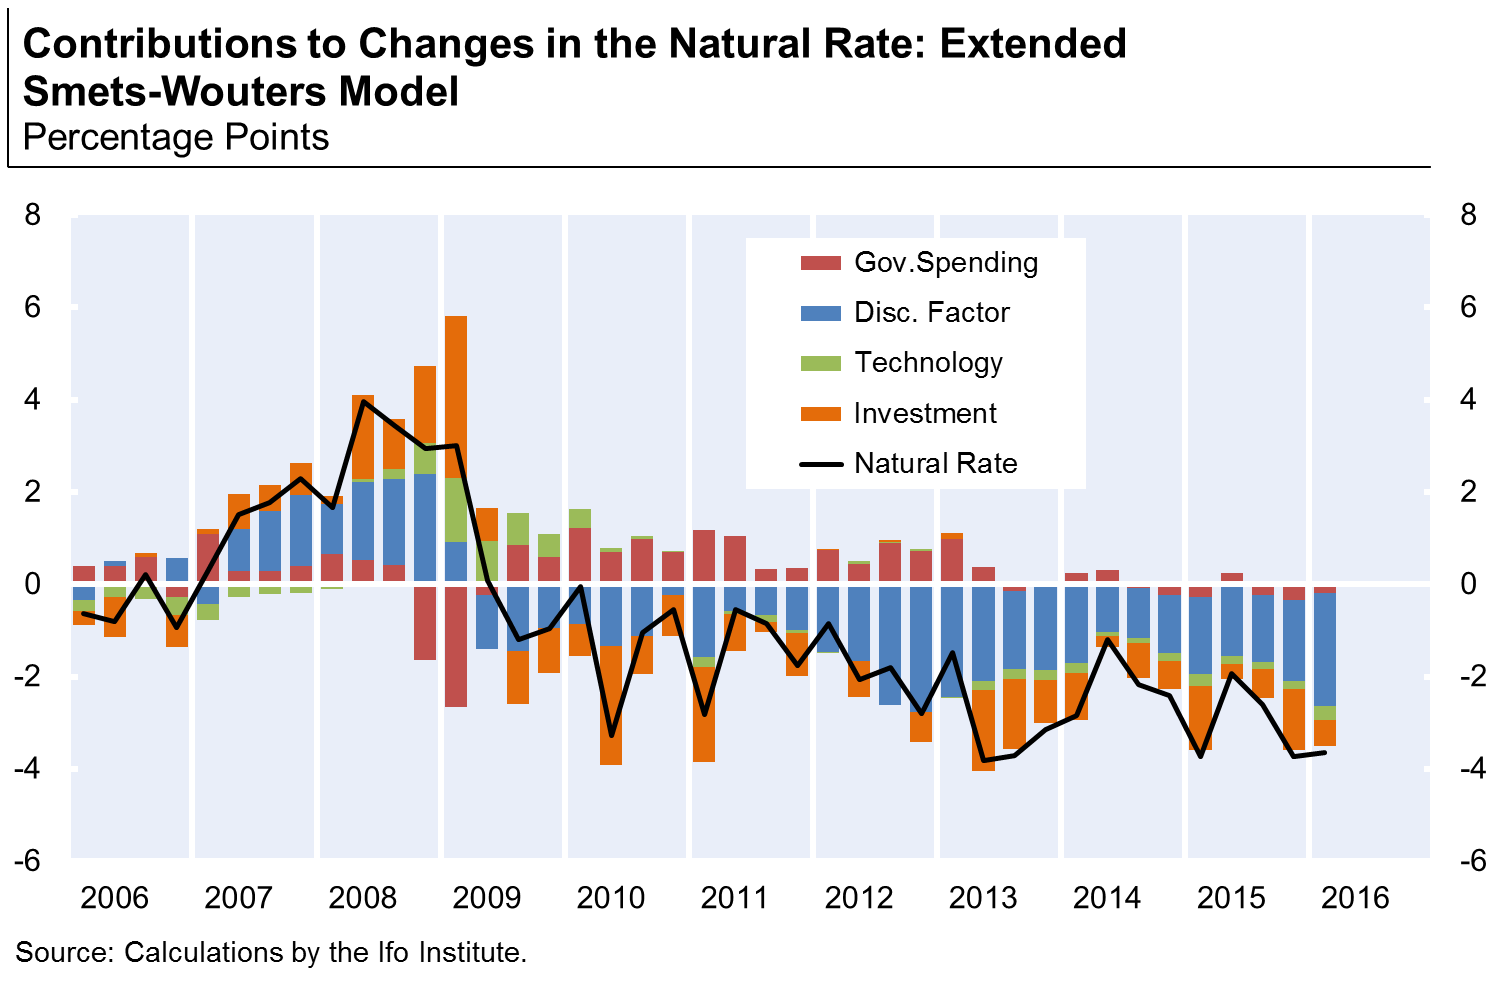 Contributions to Changes in the Natural Rate: Extended
Smets-Wouters Model
Percentage Points
8 8
6 6
4 4
2 2
0 0
-2 -2
-4 -4
-6 -6
Gov.Spending
Disc. Factor
Technology
Investment
Natural Rate
2006 2007 2008 2009 2010 2011 2012 2013 2014 2015 2016
Source: Calculations by the Ifo Institute.